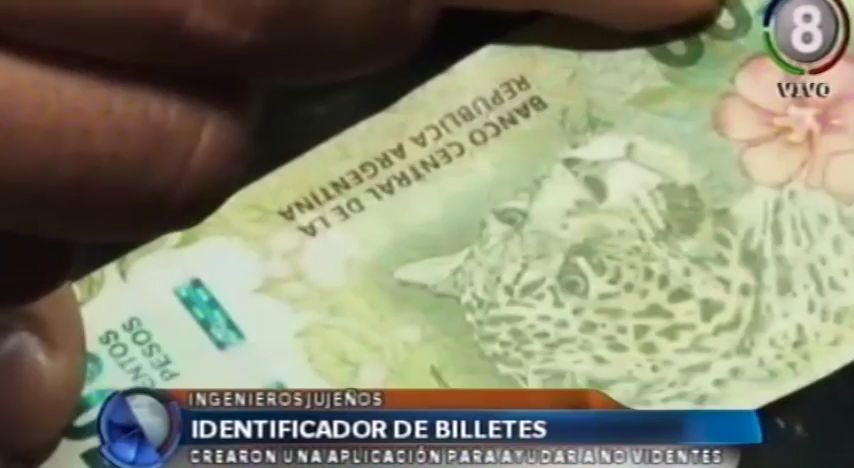 8
VIVO
BANCO CENTRAL DE LA
REPÚBLICA ARGENTINA
PESOS
INGENIEROS JUJEÑOS
IDENTIFICADOR DE BILLETES
CREARON UNA APLICACIÓN PARA AYUDAR A NO VIDENTES